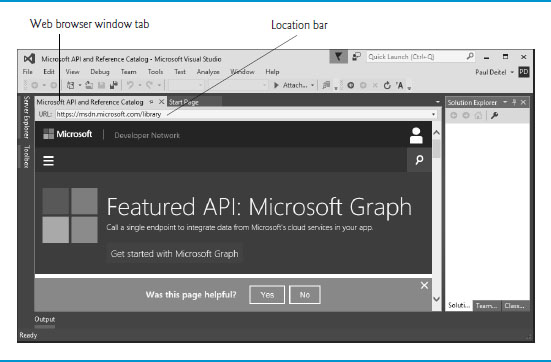 Web browser window tab
Location bar
Microsoft API and Reference Catalog - Microsoft Visual Studio
Quick Launch (Ctrl+Q)
File Edit View Debug Team Tools Test Analyze Window Help
Paul Deitel
PD
Attach...
Server Explorer
Toolbox
Microsoft API and Reference Catalog
Start Page
Solution Explorer
URL: https://msdn.microsoft.com/library
Microsoft | Developer Network
Featured API: Microsoft Graph
Call a single endpoint to integrate data from Microsoft's cloud services in your app.
Get started with Microsoft Graph
Was this page helpful? Yes No
Soluti... Team... Class...
Output
Ready